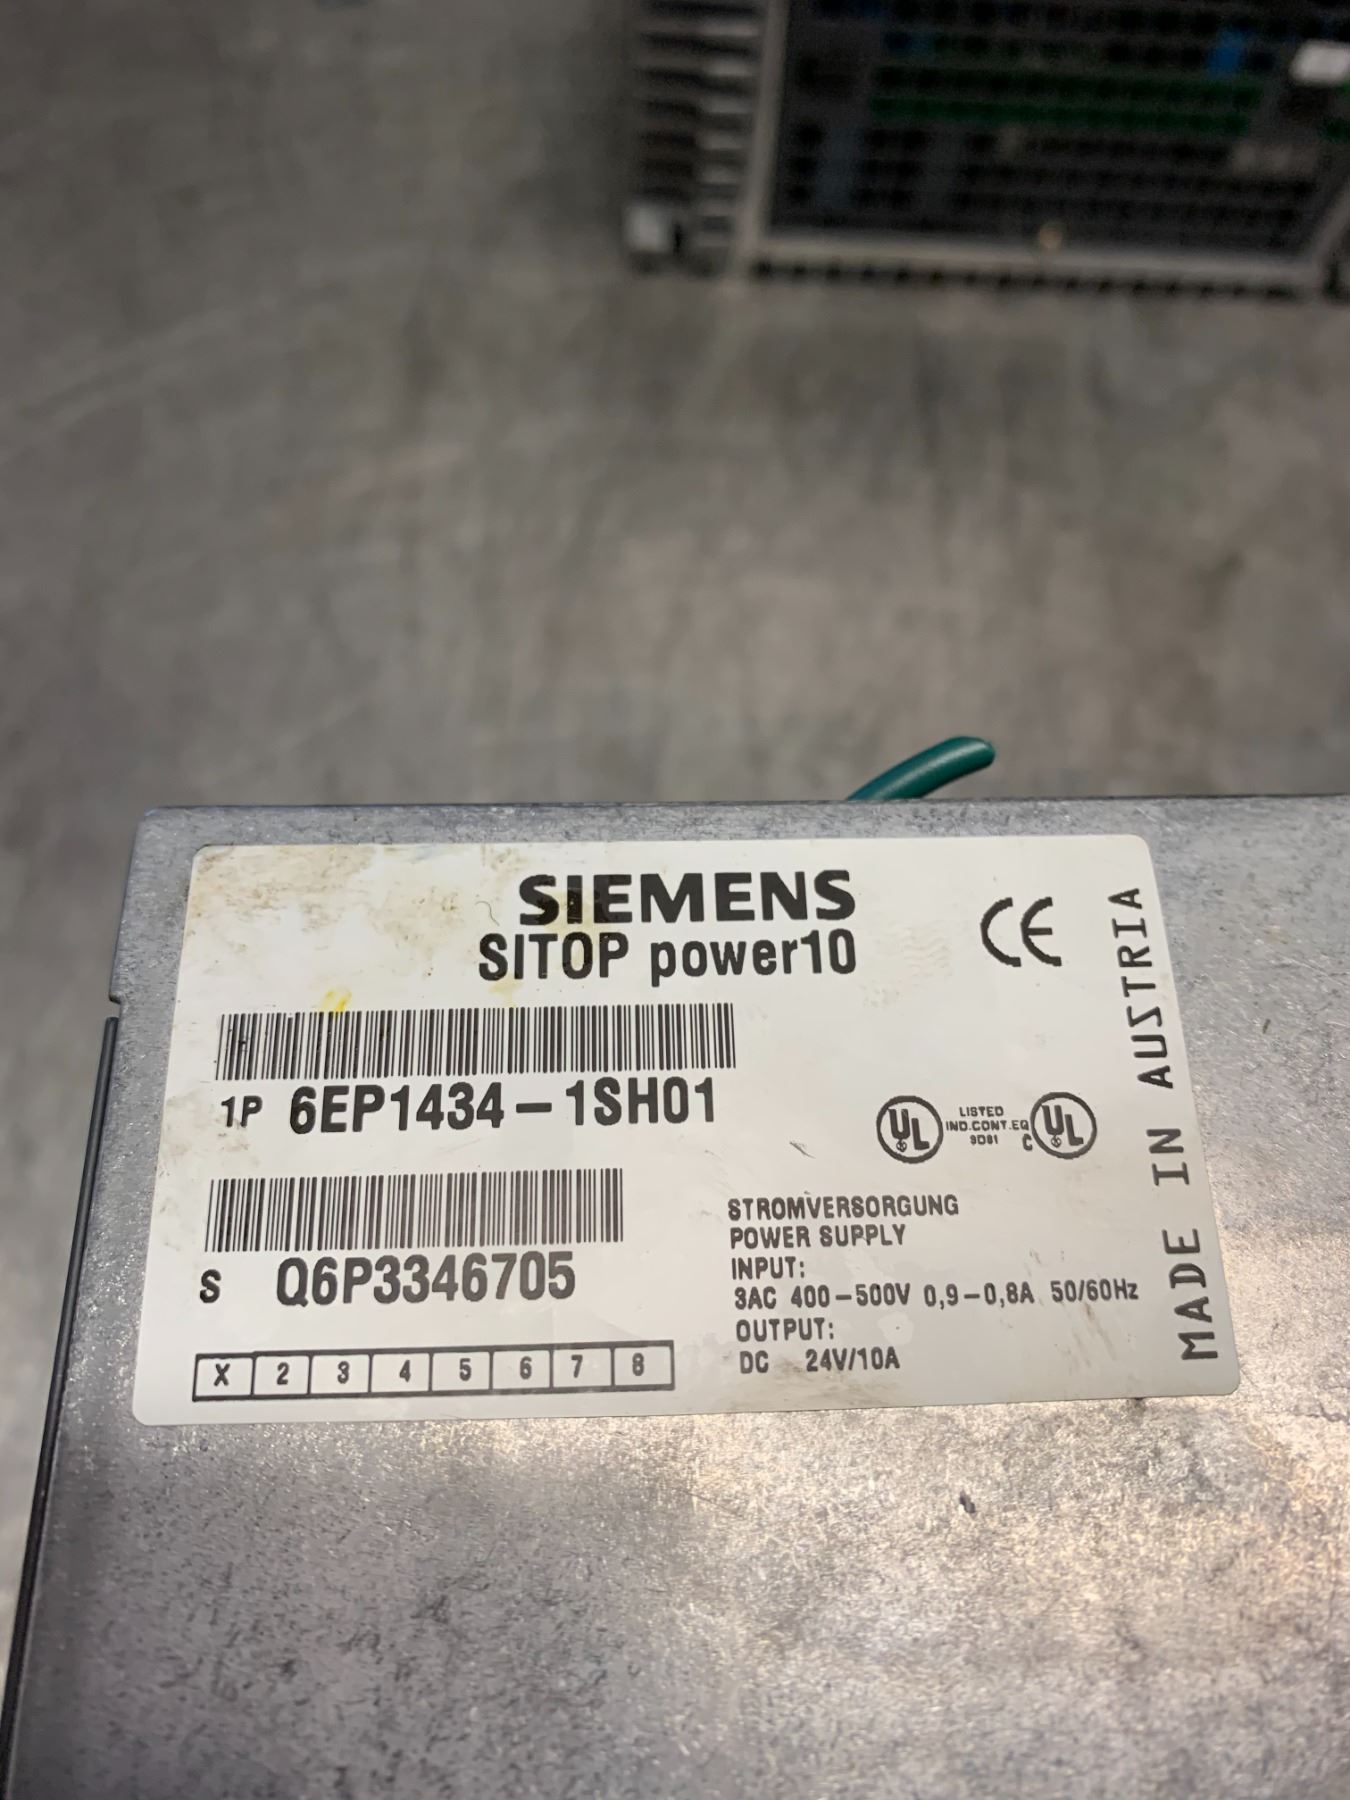 SIEMENS
SITOP power10
CE
1P 6EP1434-1SH01
UL LISTED
IND.CONT.EQ
9D81
C UL
S Q6P3346705
STROMVERSORGUNG
POWER SUPPLY
INPUT:
3AC 400-500V 0,9-0,8A 50/60Hz
OUTPUT:
DC 24V/10A
X 2 3 4 5 6 7 8
MADE IN AUSTRIA